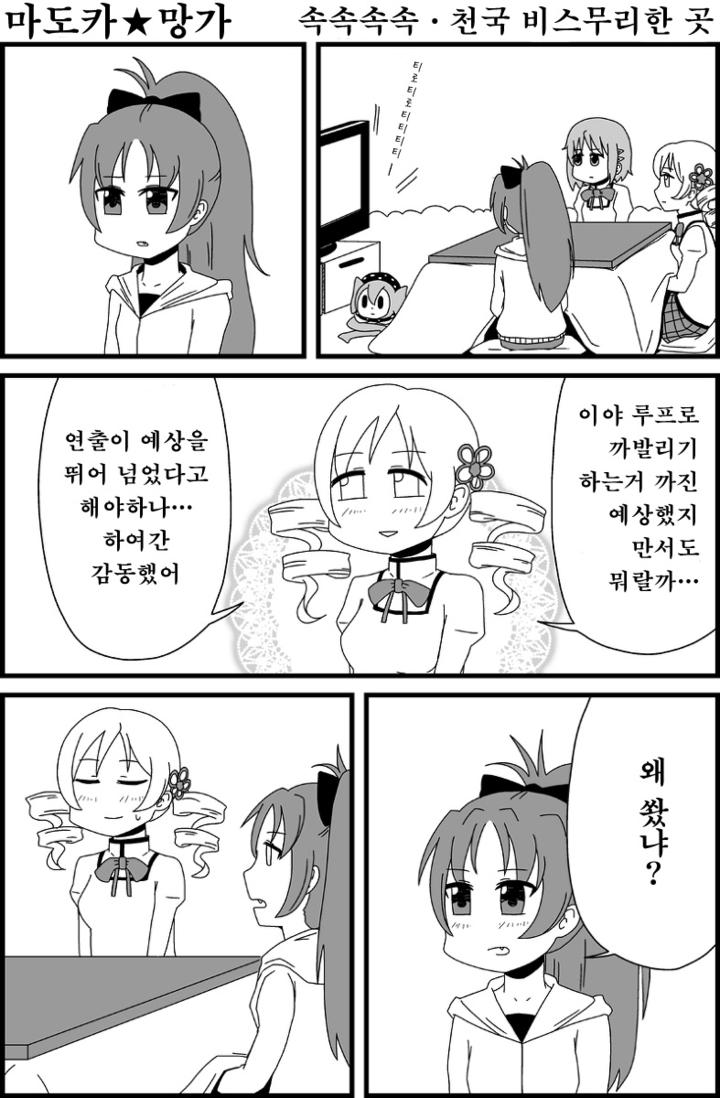 마도카★망가
속속속속・천국 비스무리한 곳
티로티로티티티티ー
이야 루프로
까발리기
하는거 까진
예상했지
만서도
뭐랄까…
연출이 예상을
뛰어 넘었다고
해야하나…
하여간
감동했어
왜 쐈냐?